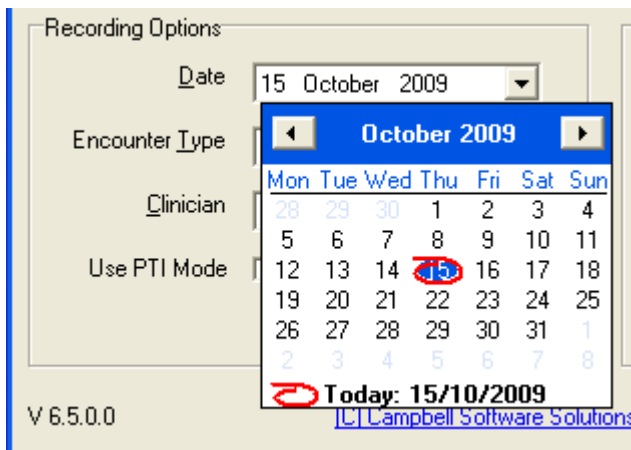 Recording Options
Date 15 October 2009
Encounter Type
October 2009
Mon Tue Wed Thu Fri Sat Sun
Clinician
28 29 30 1 2 3 4
5 6 7 8 9 10 11
Use PTI Mode
12 13 14 15 16 17 18
19 20 21 22 23 24 25
26 27 28 29 30 31 1
2 3 4 5 6 7 8
Today: 15/10/2009
V 6.5.0.0
[C] Campbell Software Solutions